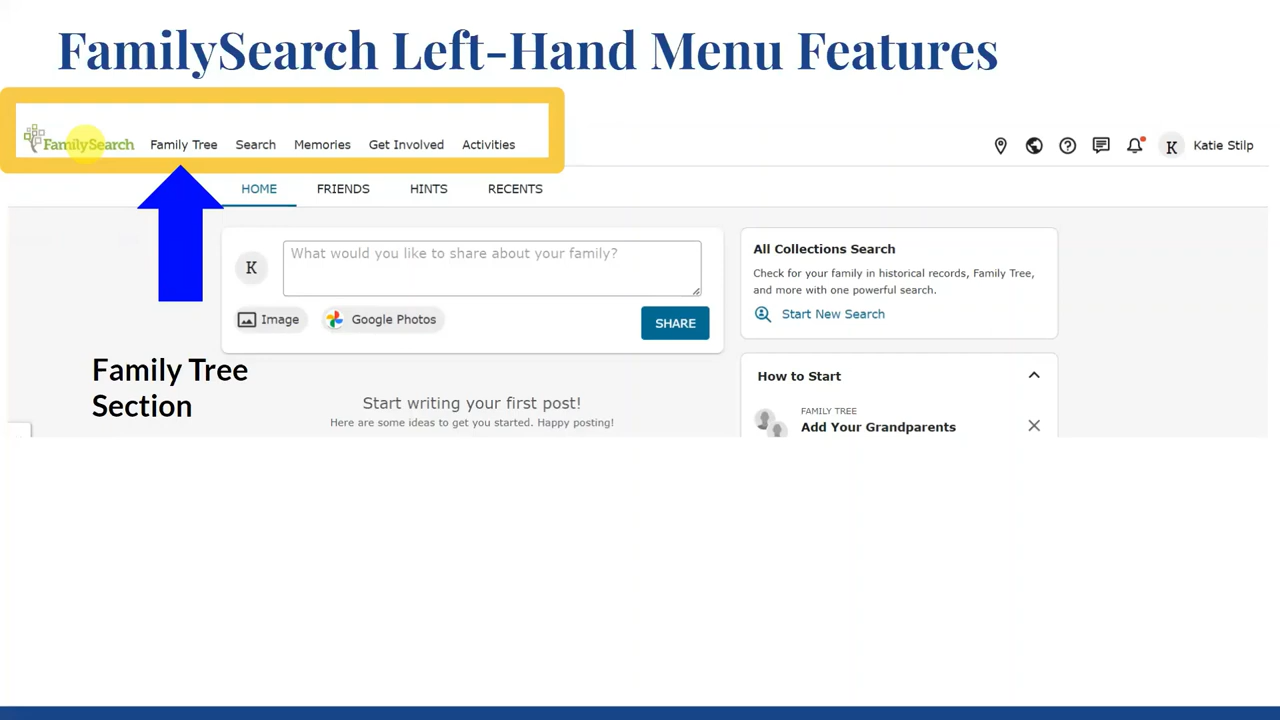 FamilySearch Left-Hand Menu Features
FamilySearch Family Tree Search Memories Get Involved Activities
K Katie Stilp
HOME FRIENDS HINTS RECENTS
K
What would you like to share about your family?
Image Google Photos SHARE
Start writing your first post!
Here are some ideas to get you started. Happy posting!
All Collections Search
Check for your family in historical records, Family Tree,
and more with one powerful search.
Start New Search
How to Start
FAMILY TREE
Add Your Grandparents
Family Tree
Section